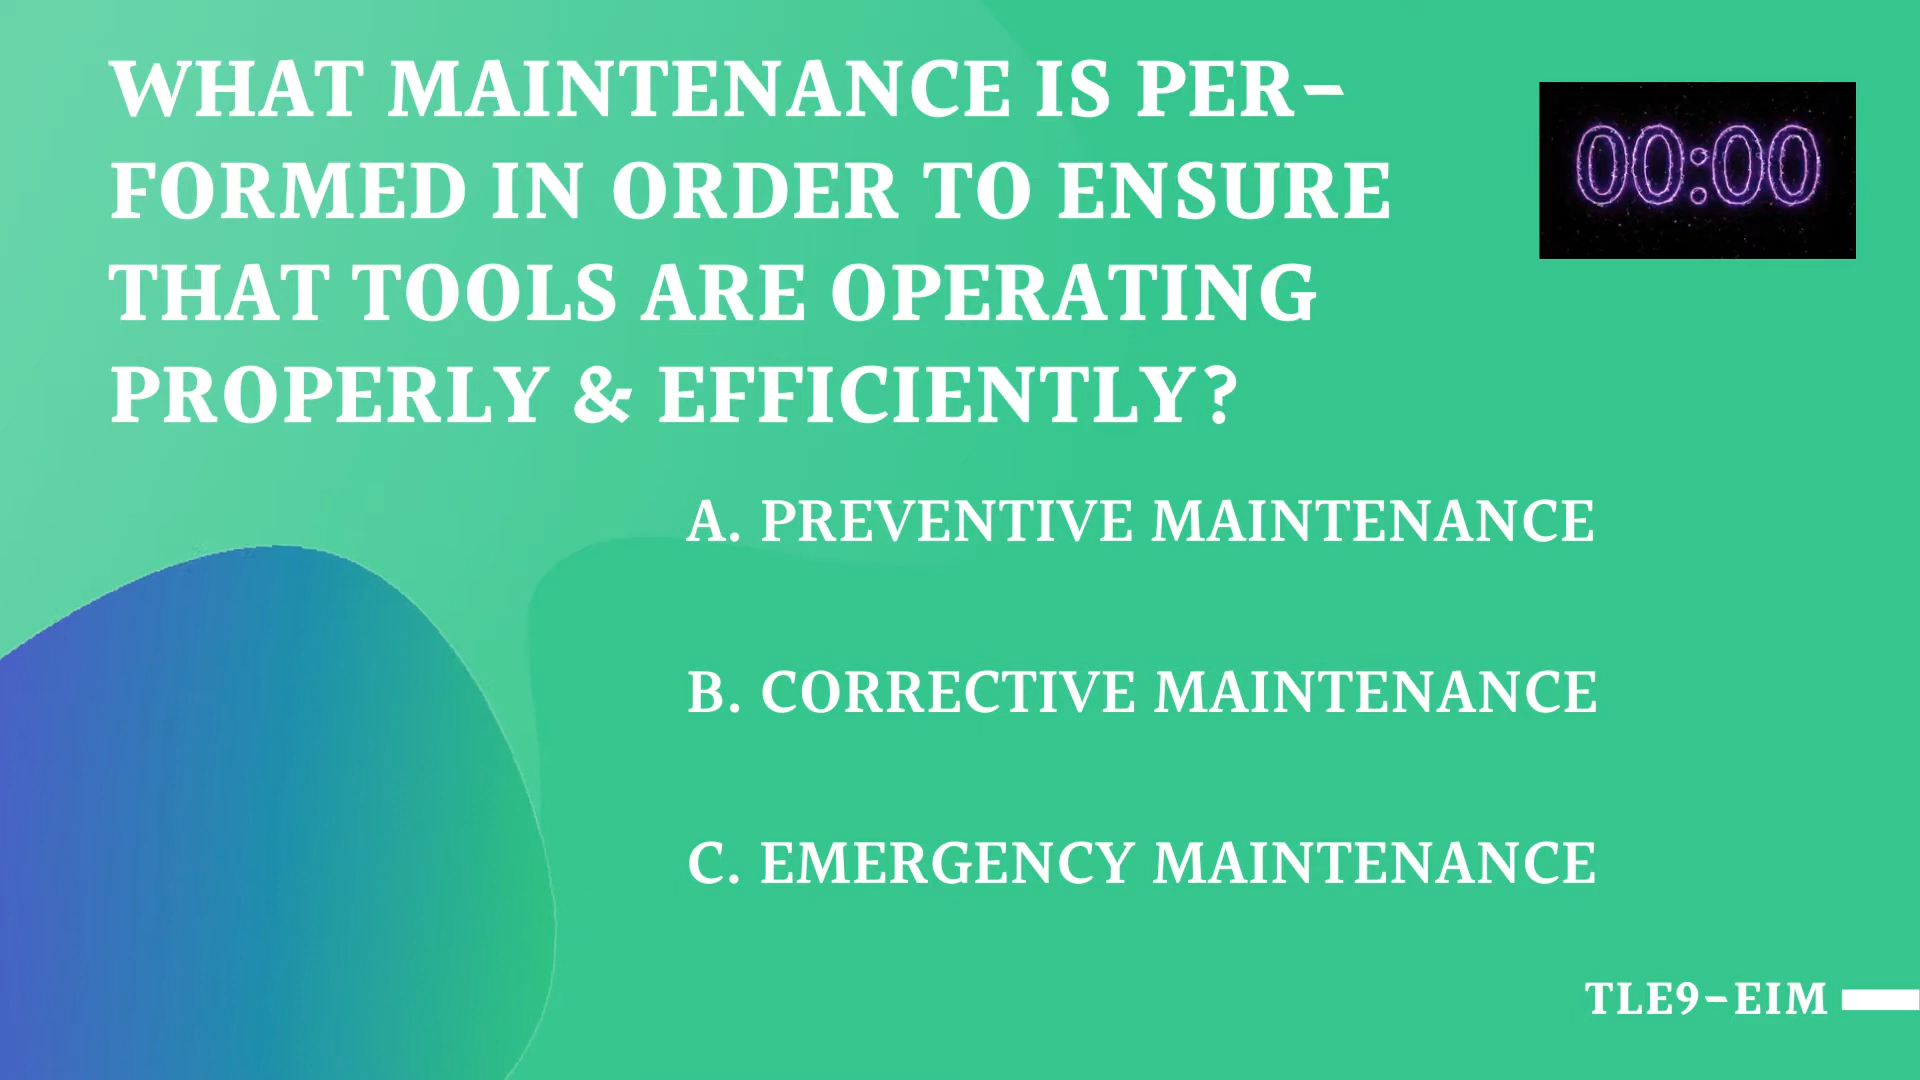 WHAT MAINTENANCE IS PER-
FORMED IN ORDER TO ENSURE
THAT TOOLS ARE OPERATING
PROPERLY & EFFICIENTLY?
00:00
A. PREVENTIVE MAINTENANCE
B. CORRECTIVE MAINTENANCE
C. EMERGENCY MAINTENANCE
TLE9-EIM